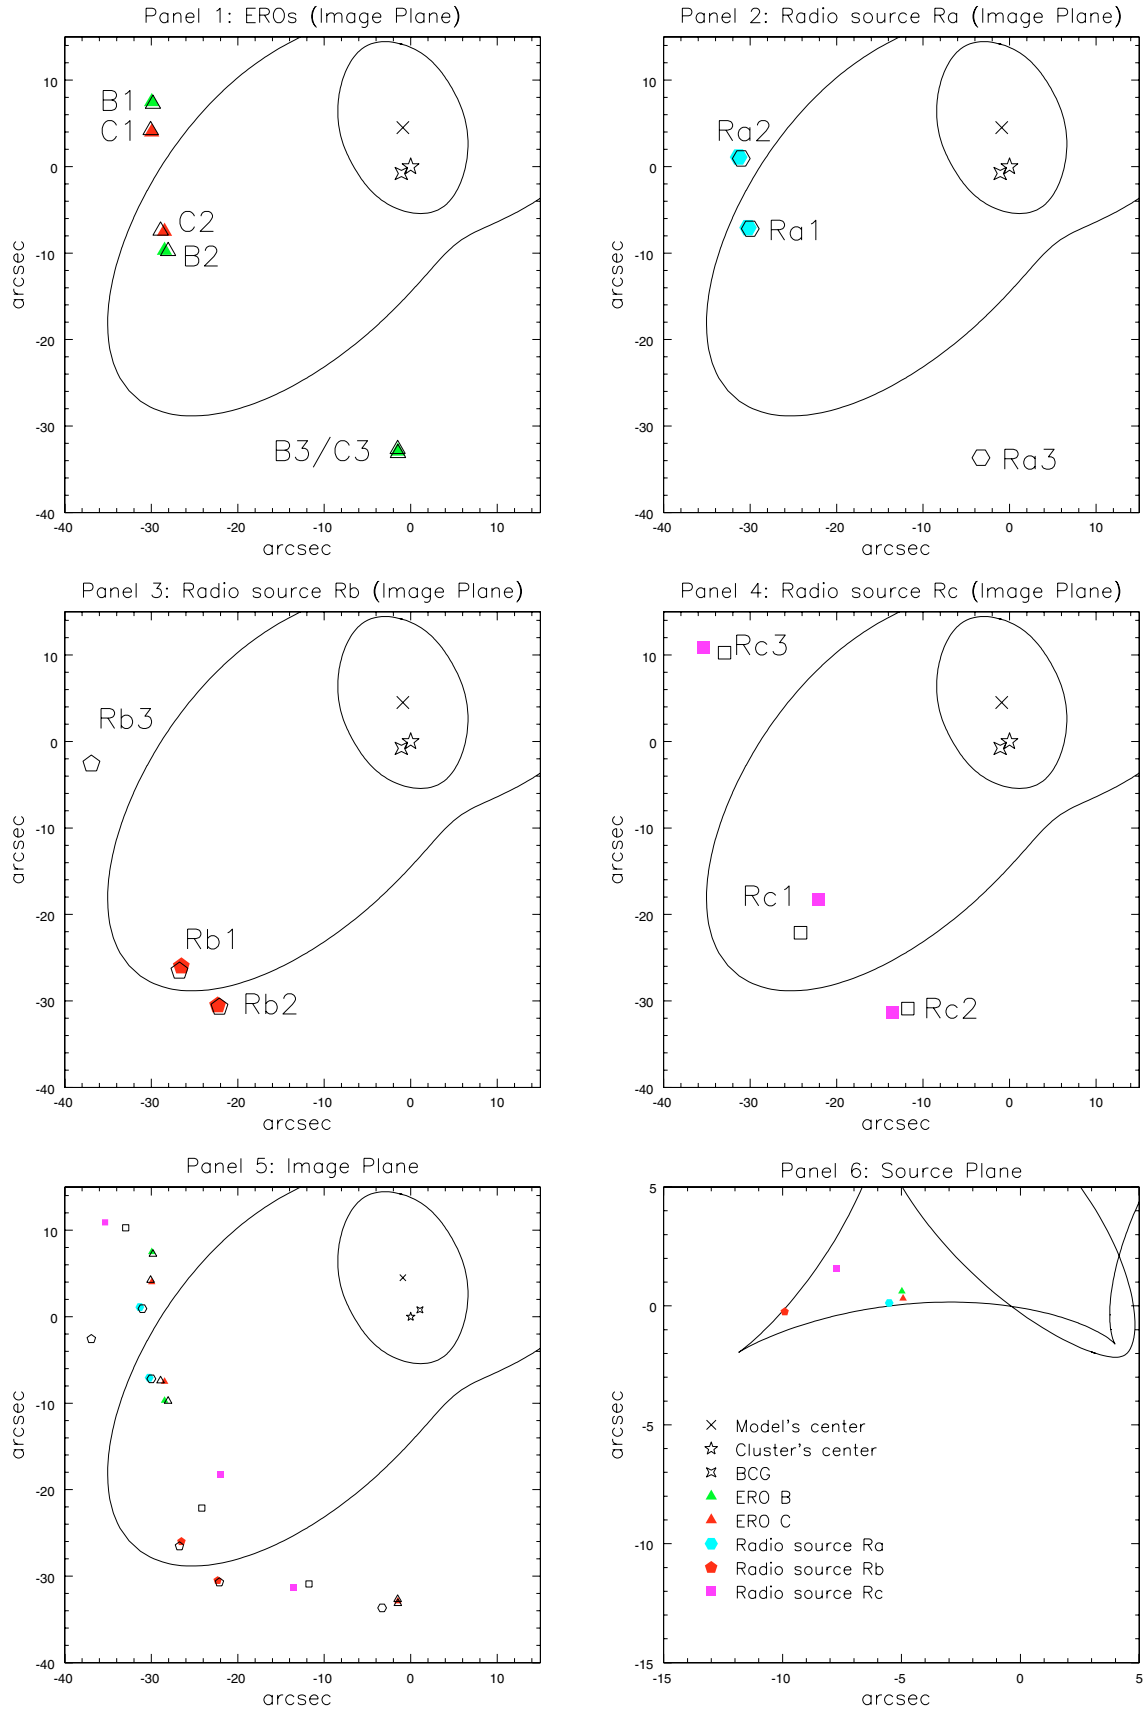 Panel 1: EROs (Image Plane)
B1
C1
C2
B2
B3/C3
10
0
-10
-20
-30
-40
-40 -30 -20 -10 0 10
arcsec
arcsec
Panel 2: Radio source Ra (Image Plane)
Ra2
Ra1
Ra3
10
0
-10
-20
-30
-40
-40 -30 -20 -10 0 10
arcsec
arcsec
Panel 3: Radio source Rb (Image Plane)
Rb3
Rb1
Rb2
10
0
-10
-20
-30
-40
-40 -30 -20 -10 0 10
arcsec
arcsec
Panel 4: Radio source Rc (Image Plane)
Rc3
Rc1
Rc2
10
0
-10
-20
-30
-40
-40 -30 -20 -10 0 10
arcsec
arcsec
Panel 5: Image Plane
10
0
-10
-20
-30
-40
-40 -30 -20 -10 0 10
arcsec
arcsec
Panel 6: Source Plane
5
0
-5
-10
-15
Model's center
Cluster's center
BCG
ERO B
ERO C
Radio source Ra
Radio source Rb
Radio source Rc
-15 -10 -5 0 5
arcsec
arcsec